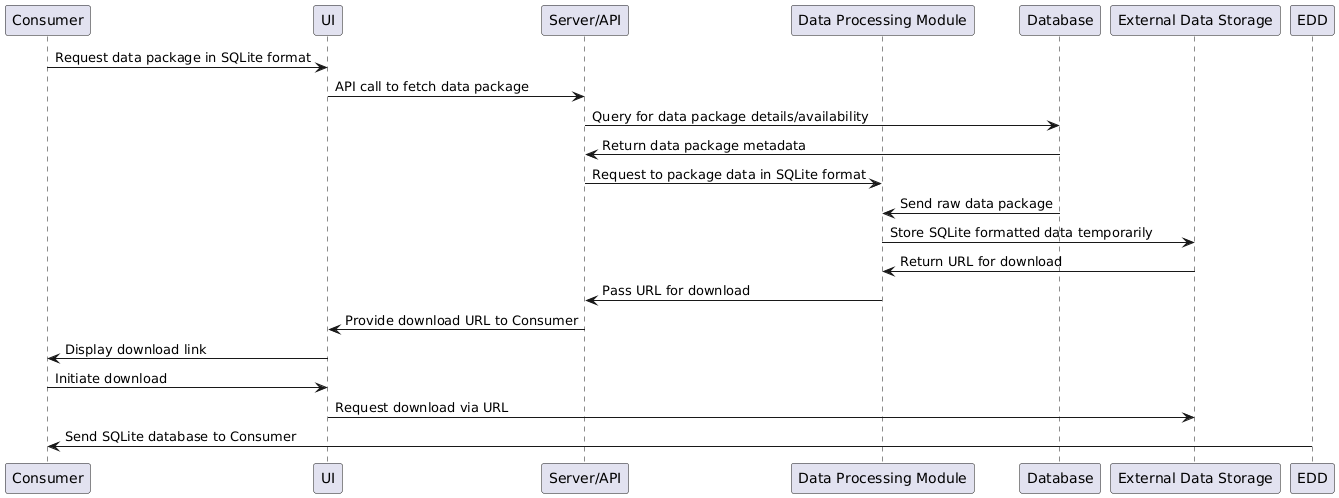 Consumer
UI
Server/API
Data Processing Module
Database
External Data Storage
EDD
Request data package in SQLite format
API call to fetch data package
Query for data package details/availability
Return data package metadata
Request to package data in SQLite format
Send raw data package
Store SQLite formatted data temporarily
Return URL for download
Pass URL for download
Provide download URL to Consumer
Display download link
Initiate download
Request download via URL
Send SQLite database to Consumer
Consumer
UI
Server/API
Data Processing Module
Database
External Data Storage
EDD